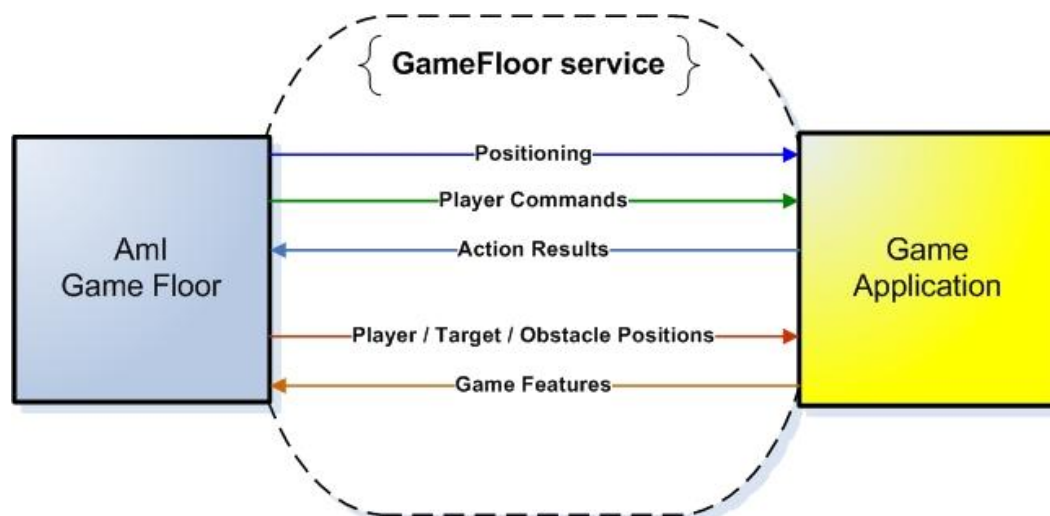 { GameFloor service }
Positioning
Player Commands
Action Results
AmI
Game Floor
Game
Application
Player / Target / Obstacle Positions
Game Features